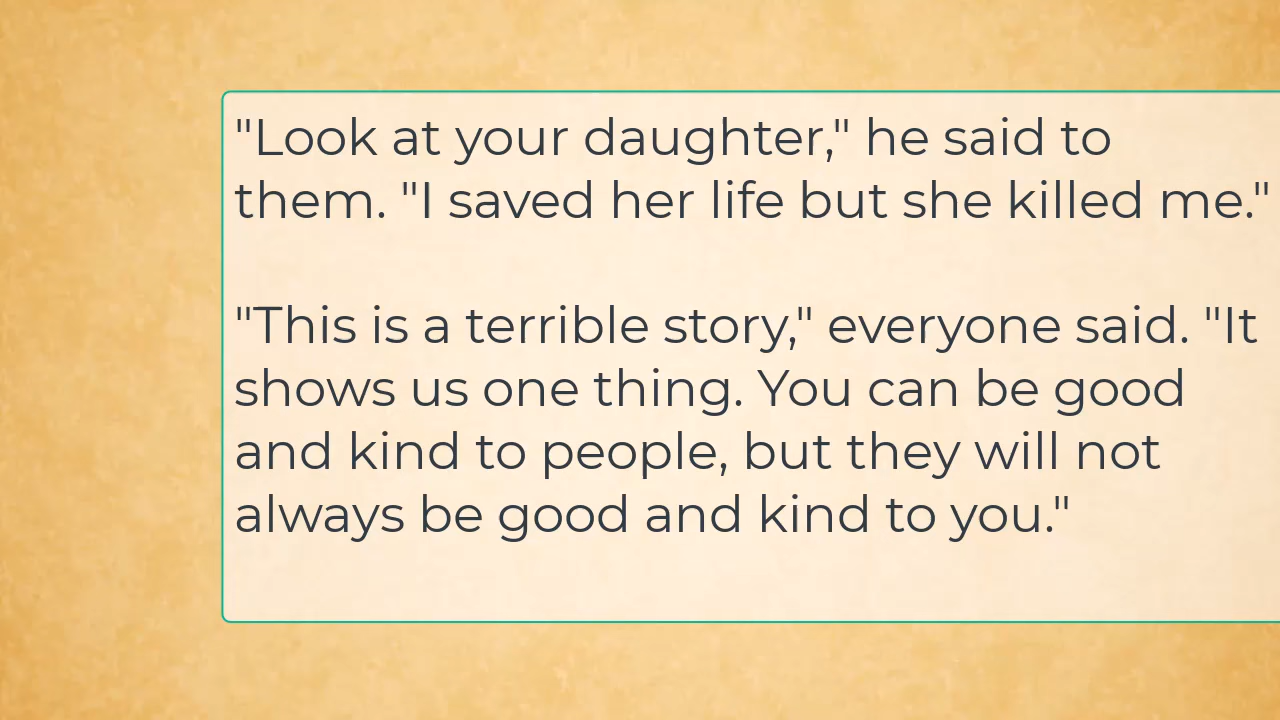 "Look at your daughter," he said to
them. "I saved her life but she killed me."
"This is a terrible story," everyone said. "It
shows us one thing. You can be good
and kind to people, but they will not
always be good and kind to you."